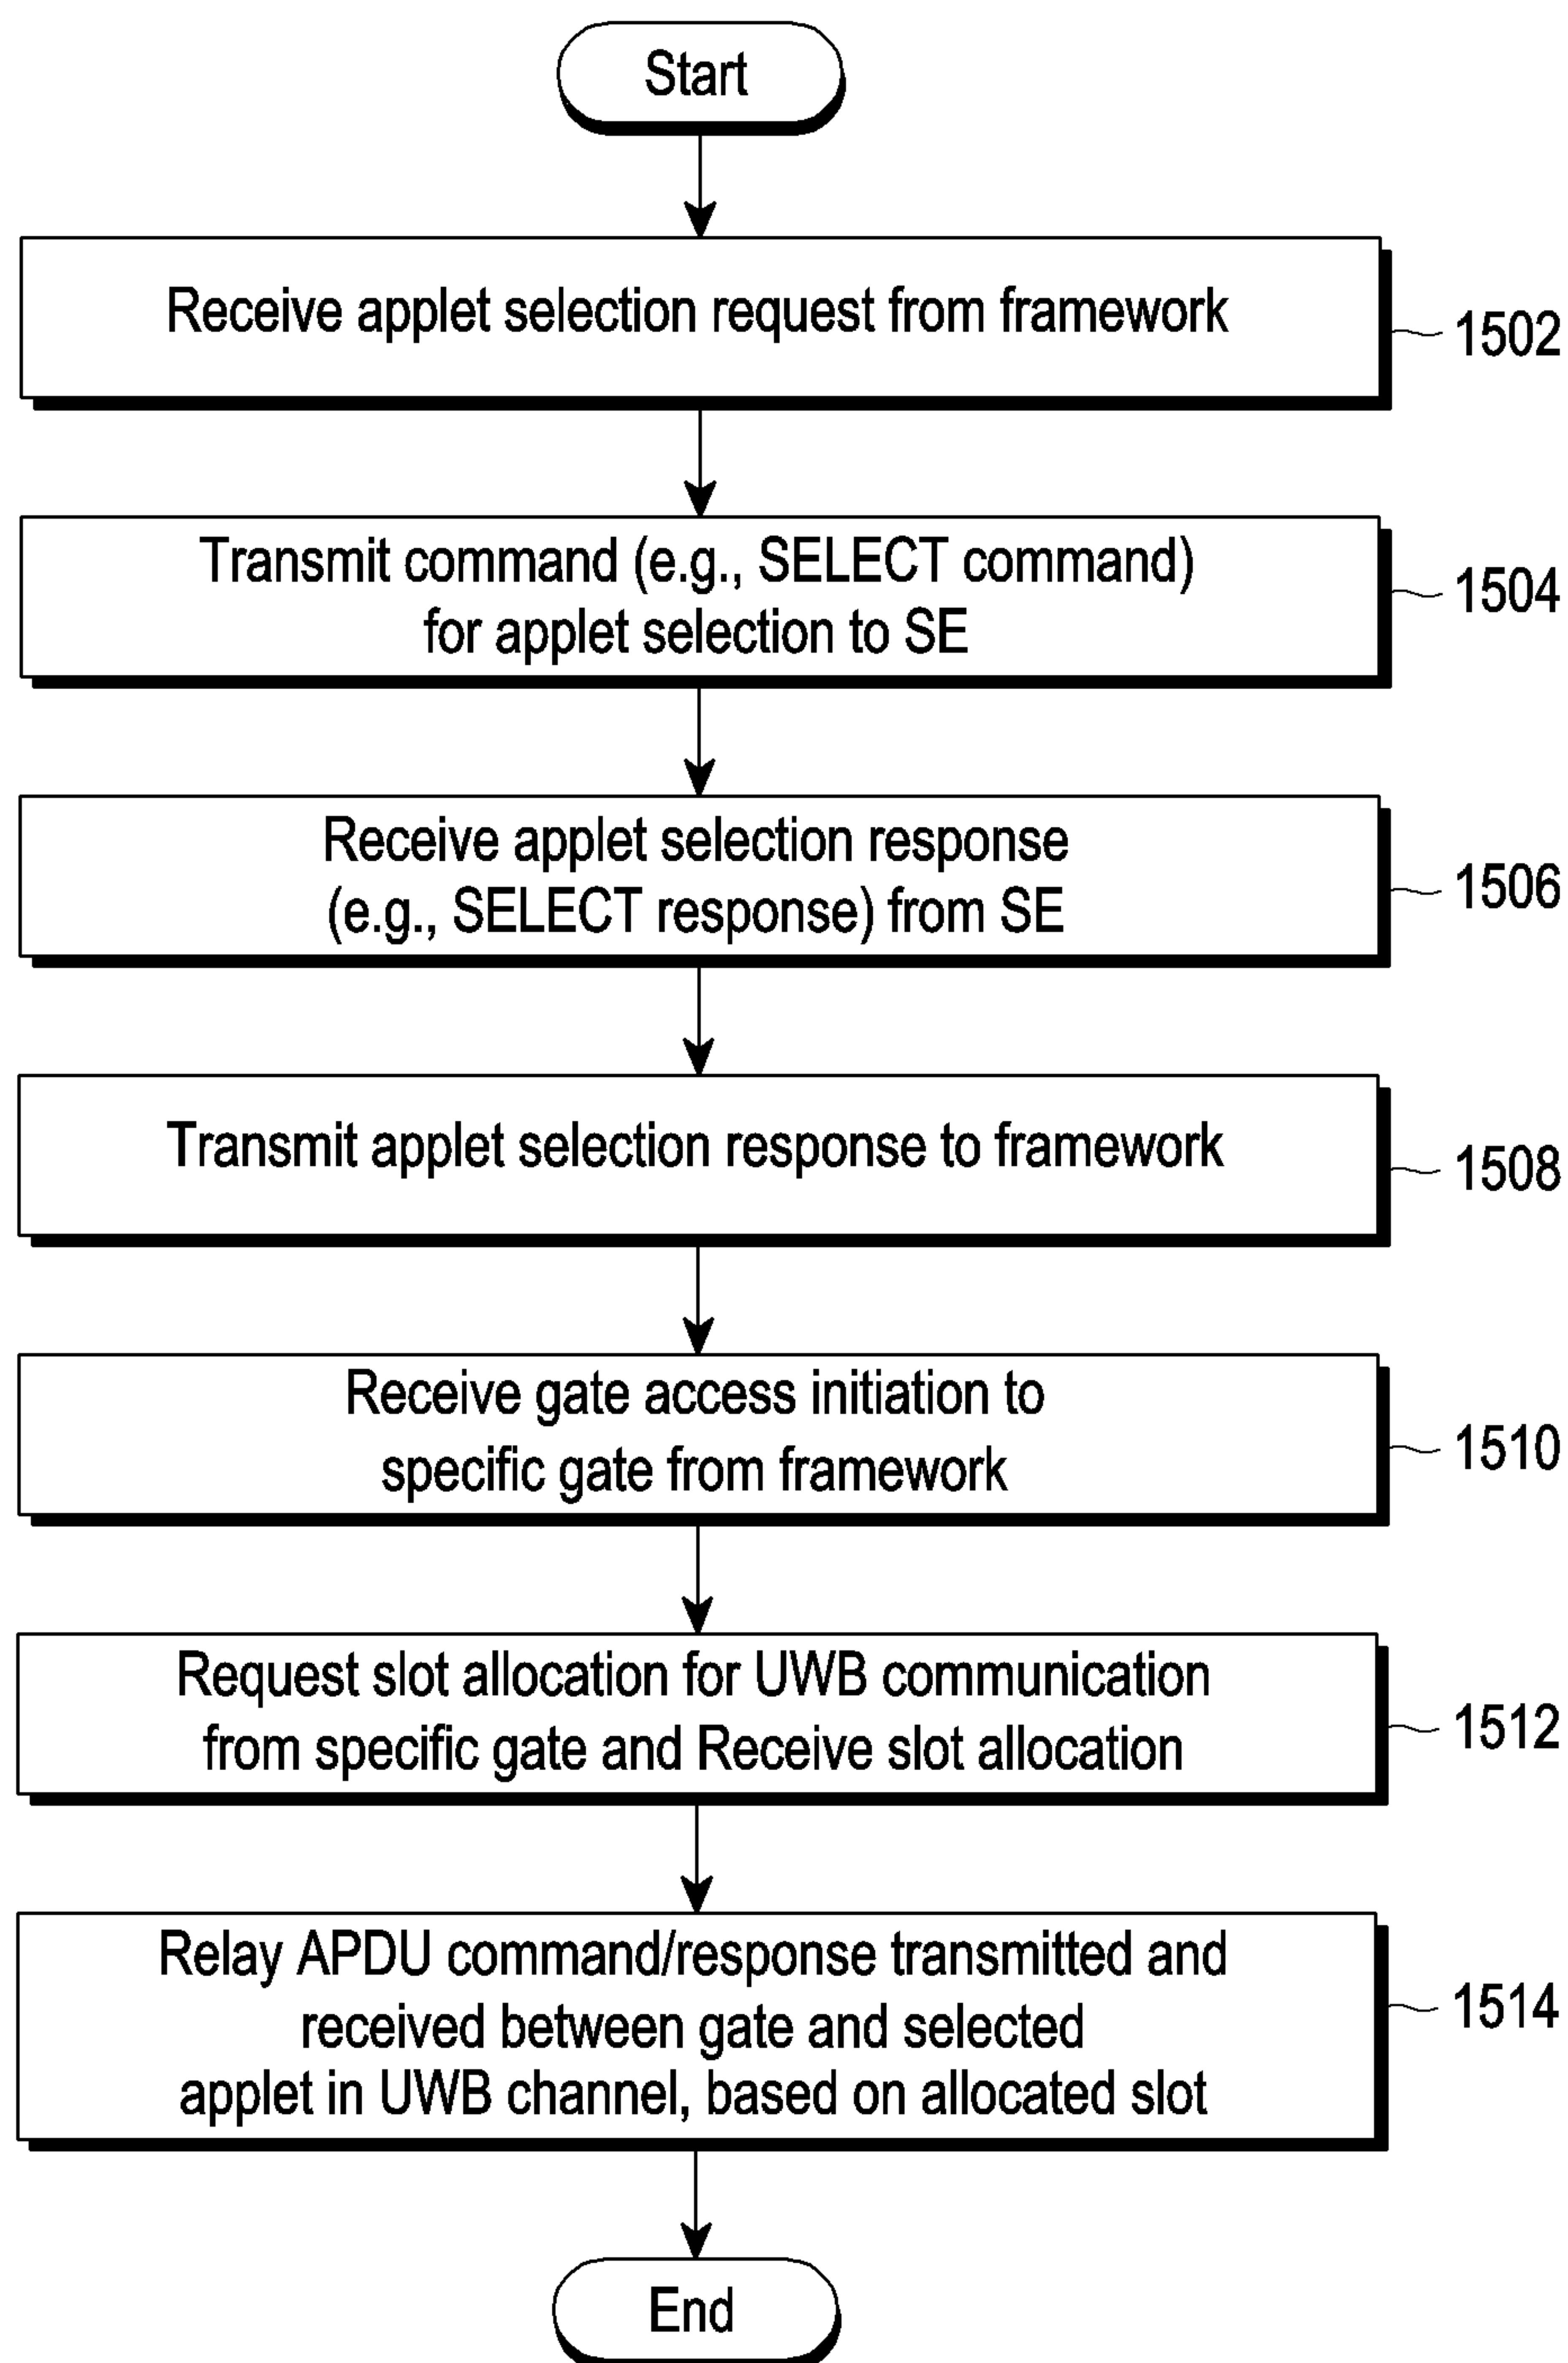 Start
Receive applet selection request from framework
1502
Transmit command (e.g., SELECT command)
for applet selection to SE
1504
Receive applet selection response
(e.g., SELECT response) from SE
1506
Transmit applet selection response to framework
1508
Receive gate access initiation to
specific gate from framework
1510
Request slot allocation for UWB communication
from specific gate and Receive slot allocation
1512
Relay APDU command/response transmitted and
received between gate and selected
applet in UWB channel, based on allocated slot
1514
End